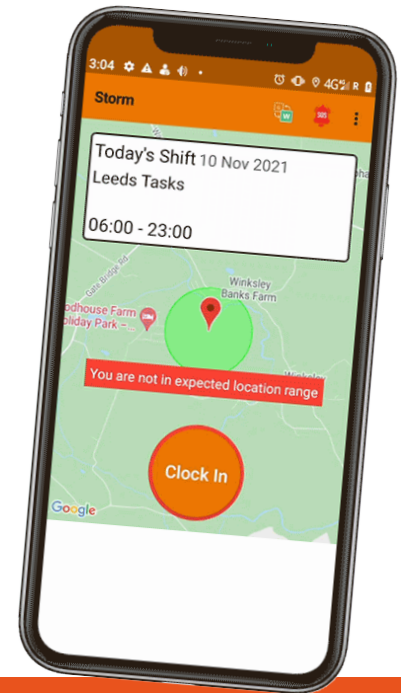 3:04
4G R
Storm
SOS
W
Today's Shift 10 Nov 2021
Leeds Tasks
06:00 - 23:00
Gate Bridge Rd
Winksley
Banks Farm
odhouse Farm
oliday Park - ...
You are not in expected location range
Clock In
Google